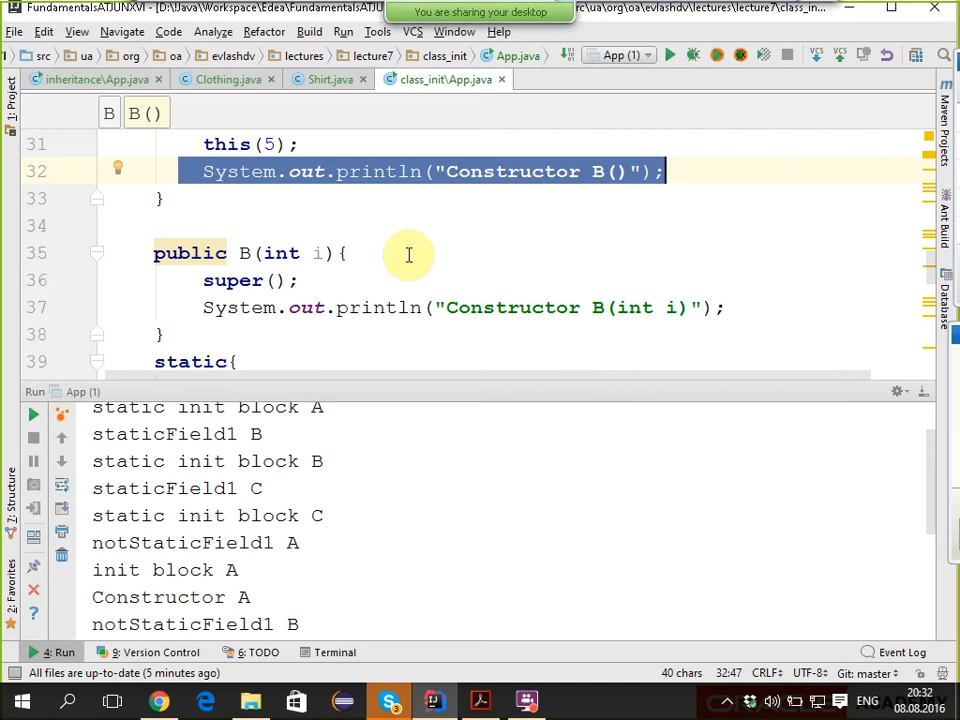 FundamentalsATJUNXVI - [D:\Java\Workspace\Edea\FundamentalsATJUNXVI] - ...\src\ua\org\oa\evlashdv\lectures\lecture7\class_init\App.java - I...
You are sharing your desktop
File Edit View Navigate Code Analyze Refactor Build Run Tools VCS Window Help
src ua org oa evlashdv lectures lecture7 class_init App.java App (1) VCS VCS
inheritance\App.java Clothing.java Shirt.java class_init\App.java
B B()
31 this(5);
32 System.out.println("Constructor B()");
33 }
34
35 public B(int i){
36 super();
37 System.out.println("Constructor B(int i)");
38 }
39 static{
1: Project
7: Structure
2: Favorites
Maven Projects
Ant Build
Database
Run App (1)
static init block A
staticField1 B
static init block B
staticField1 C
static init block C
notStaticField1 A
init block A
Constructor A
notStaticField1 B
4: Run 9: Version Control 6: TODO Terminal Event Log
All files are up-to-date (5 minutes ago) 40 chars 32:47 CRLF÷ UTF-8÷ Git: master÷
ENG
20:32
08.08.2016